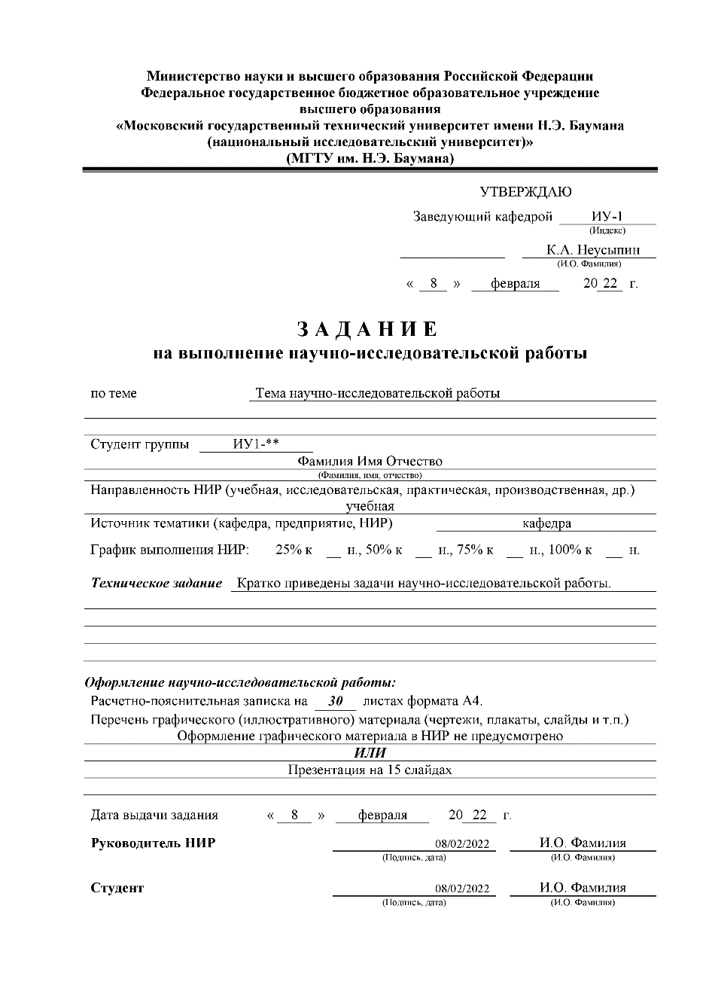 Министерство науки и высшего образования Российской Федерации
Федеральное государственное бюджетное образовательное учреждение
высшего образования
«Московский государственный технический университет имени Н.Э. Баумана
(национальный исследовательский университет)»
(МГТУ им. Н.Э. Баумана)
УТВЕРЖДАЮ
Заведующий кафедрой ИУ-1
(Индекс)
К.А. Неусыпин
(И.О. Фамилия)
« 8 » февраля 20 22 г.
З А Д А Н И Е
на выполнение научно-исследовательской работы
по теме Тема научно-исследовательской работы
Студент группы ИУ1-**
Фамилия Имя Отчество
(Фамилия, имя, отчество)
Направленность НИР (учебная, исследовательская, практическая, производственная, др.)
учебная
Источник тематики (кафедра, предприятие, НИР) кафедра
График выполнения НИР: 25% к __ н., 50% к __ н., 75% к __ н., 100% к __ н.
Техническое задание Кратко приведены задачи научно-исследовательской работы.
Оформление научно-исследовательской работы:
Расчетно-пояснительная записка на 30 листах формата А4.
Перечень графического (иллюстративного) материала (чертежи, плакаты, слайды и т.п.)
Оформление графического материала в НИР не предусмотрено
ИЛИ
Презентация на 15 слайдах
Дата выдачи задания « 8 » февраля 20 22 г.
Руководитель НИР 08/02/2022 И.О. Фамилия
(Подпись, дата) (И.О. Фамилия)
Студент 08/02/2022 И.О. Фамилия
(Подпись, дата) (И.О. Фамилия)